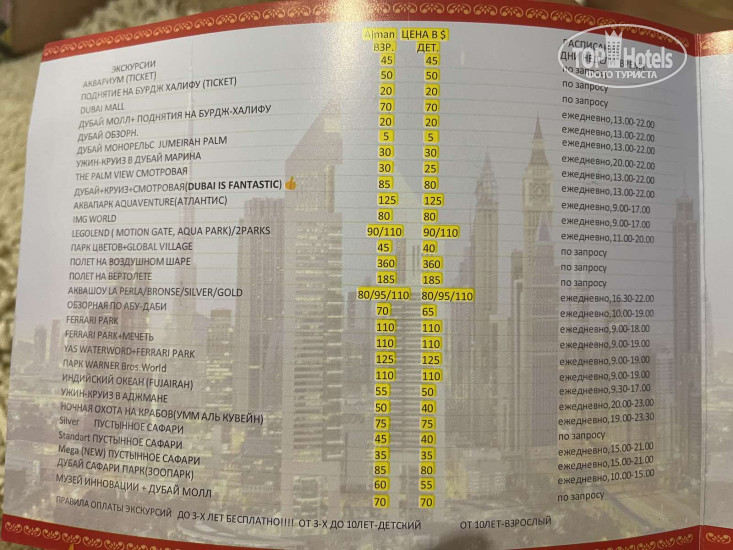 Ajman ЦЕНА В $
ЭКСКУРСИИ ВЗР. ДЕТ.
АКВАРИУМ (TICKET) 45 45 по запросу
ПОДНЯТИЕ НА БУРДЖ ХАЛИФУ (TICKET) 50 50 по запросу
DUBAI MALL 20 20 по запросу
ДУБАЙ МОЛЛ+ ПОДНЯТИЯ НА БУРДЖ-ХАЛИФУ 70 70 ежедневно,13.00-22.00
ДУБАЙ ОБЗОРН. 20 20 ежедневно,13.00-22.00
ДУБАЙ МОНОРЕЛЬС JUMEIRAH PALM 5 5 ежедневно,13.00-22.00
УЖИН-КРУИЗ В ДУБАЙ МАРИНА 30 30 ежедневно,20.00-22.00
THE PALM VIEW СМОТРОВАЯ 30 25 ежедневно,13.00-22.00
ДУБАЙ+КРУИЗ+СМОТРОВАЯ(DUBAI IS FANTASTIC)👍 85 80 ежедневно,13.00-22.00
АКВАПАРК AQUAVENTURE(АТЛАНТИС) 125 125 ежедневно,9.00-17.00
IMG WORLD 80 80 ежедневно,9.00-17.00
LEGOLEND ( MOTION GATE, AQUA PARK)/2PARKS 90/110 90/110 ежедневно,11.00-20.00
ПАРК ЦВЕТОВ+GLOBAL VILLAGE 45 40 по запросу
ПОЛЕТ НА ВОЗДУШНОМ ШАРЕ 360 360 по запросу
ПОЛЕТ НА ВЕРТОЛЕТЕ 185 185 по запросу
АКВАШОУ LA PERLA/BRONSE/SILVER/GOLD 80/95/110 80/95/110 ежедневно,16.30-22.00
ОБЗОРНАЯ ПО АБУ-ДАБИ 70 65 ежедневно,10.00-19.00
FERRARI PARK 110 110 ежедневно,9.00-18.00
FERRARI PARK+МЕЧЕТЬ 110 110 ежедневно,9.00-19.00
YAS WATERWORD+FERRARI PARK 125 125 ежедневно,9.00-19.00
ПАРК WARNER Bros.World 110 110 ежедневно,9.00-19.00
ИНДИЙСКИЙ ОКЕАН (FUJAIRAH) 55 50 ежедневно,9.30-17.00
УЖИН-КРУИЗ В АДЖМАНЕ 50 40 ежедневно,20.00-23.00
НОЧНАЯ ОХОТА НА КРАБОВ(УММ АЛЬ КУВЕЙН) 75 75 ежедневно,19.00-23.30
Silver ПУСТЫННОЕ САФАРИ 45 40 по запросу
Standart ПУСТЫННОЕ САФАРИ 35 35 ежедневно,15.00-21.00
Mega (NEW) ПУСТЫННОЕ САФАРИ 85 80 ежедневно,15.00-21.00
ДУБАЙ САФАРИ ПАРК(ЗООПАРК) 60 55 ежедневно,10.00-15.00
МУЗЕЙ ИННОВАЦИИ + ДУБАЙ МОЛЛ 70 70 по запросу
ПРАВИЛА ОПЛАТЫ ЭКСКУРСИЙ ДО 3-Х ЛЕТ БЕСПЛАТНО!!!! ОТ 3-Х ДО 10ЛЕТ-ДЕТСКИЙ ОТ 10ЛЕТ-ВЗРОСЛЫЙ
TOP Hotels
ФОТО ТУРИСТА